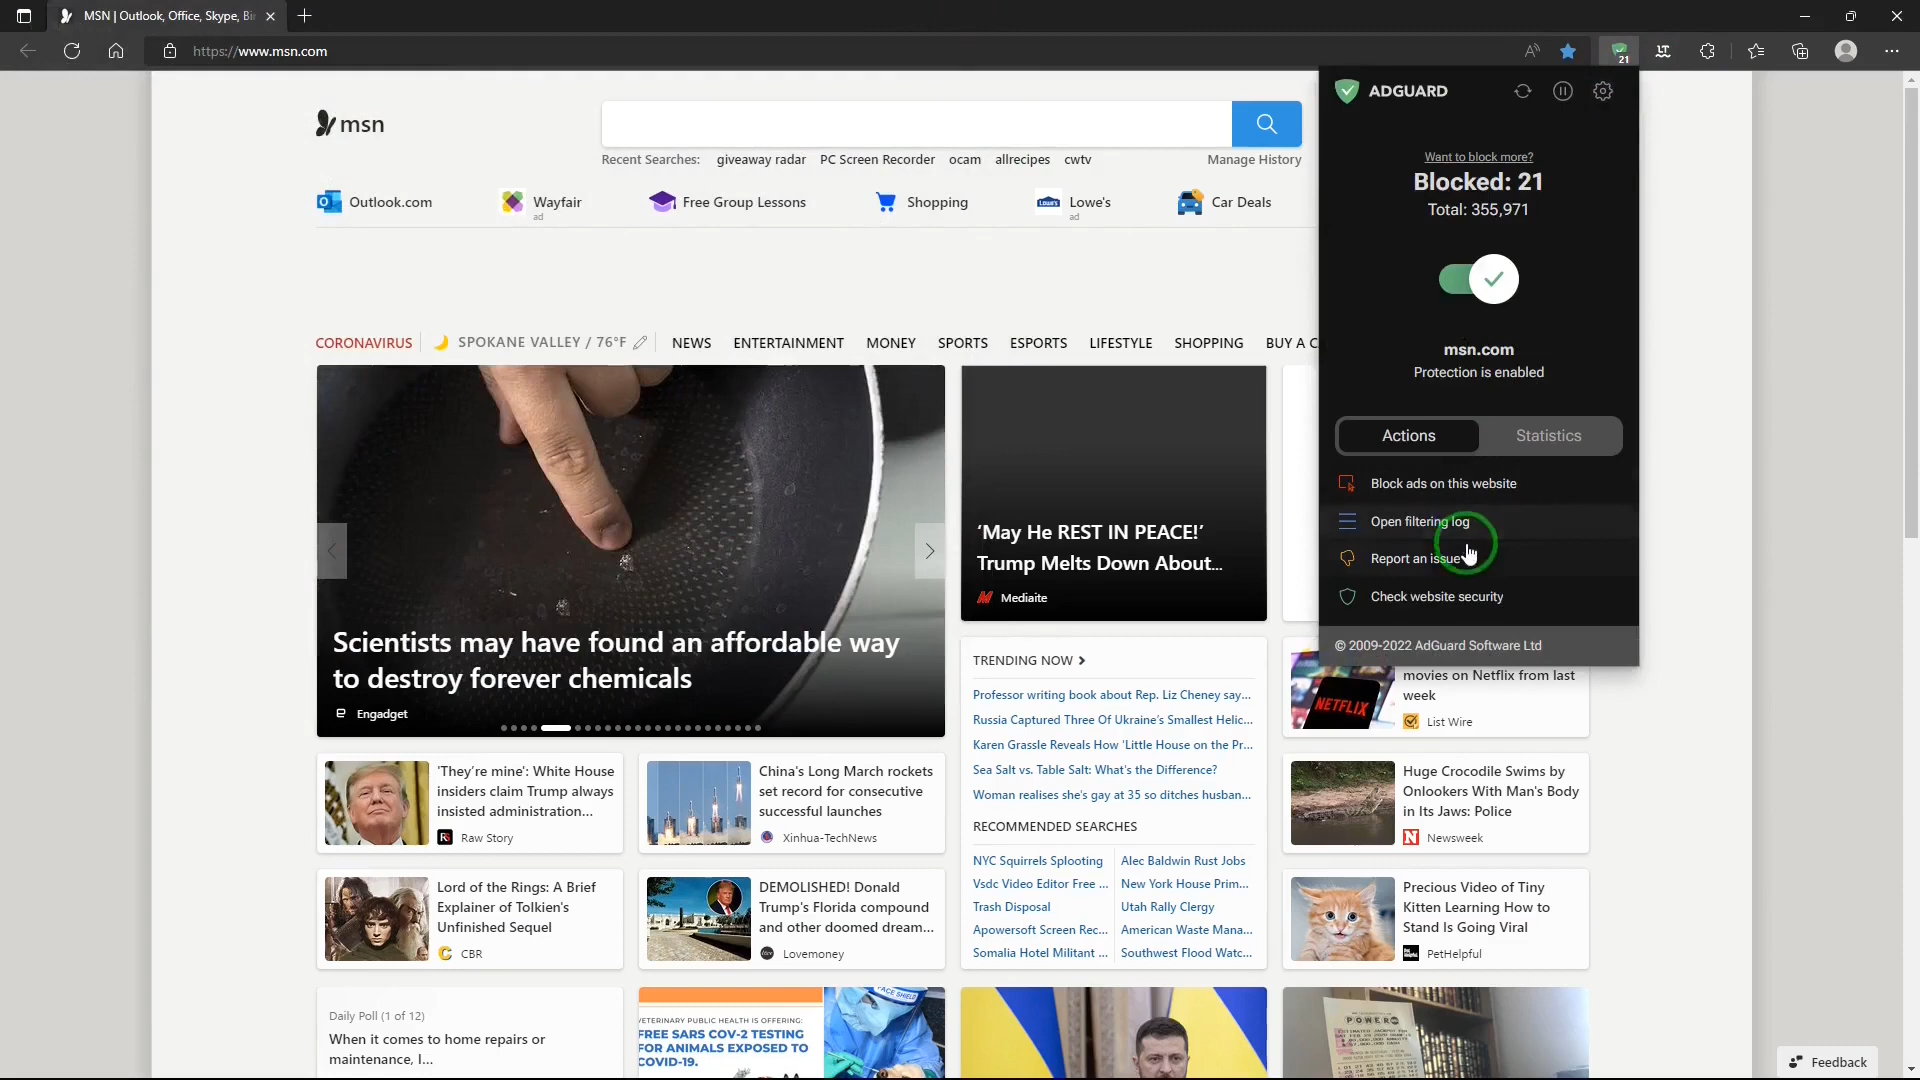 MSN | Outlook, Office, Skype, Bi
https://www.msn.com
21
ADGUARD
Want to block more?
Blocked: 21
Total: 355,971
msn.com
Protection is enabled
Actions
Statistics
Block ads on this website
Open filtering log
Report an issue
Check website security
© 2009-2022 AdGuard Software Ltd
msn
Recent Searches: giveaway radar PC Screen Recorder ocam allrecipes cwtv Manage History
Outlook.com
Wayfair
ad
Free Group Lessons
Shopping
Lowe's
ad
Car Deals
CORONAVIRUS SPOKANE VALLEY / 76°F NEWS ENTERTAINMENT MONEY SPORTS ESPORTS LIFESTYLE SHOPPING BUY A C
Scientists may have found an affordable way
to destroy forever chemicals
Engadget
'May He REST IN PEACE!'
Trump Melts Down About...
Mediaite
TRENDING NOW
Professor writing book about Rep. Liz Cheney say...
Russia Captured Three Of Ukraine's Smallest Helic...
Karen Grassle Reveals How 'Little House on the Pr...
Sea Salt vs. Table Salt: What's the Difference?
Woman realises she's gay at 35 so ditches husban...
RECOMMENDED SEARCHES
NYC Squirrels Splooting
Alec Baldwin Rust Jobs
Vsdc Video Editor Free ...
New York House Prim...
Trash Disposal
Utah Rally Clergy
Apowersoft Screen Rec...
American Waste Mana...
Somalia Hotel Militant ...
Southwest Flood Watc...
NETFLIX
movies on Netflix from last
week
List Wire
'They're mine': White House
insiders claim Trump always
insisted administration...
Raw Story
China's Long March rockets
set record for consecutive
successful launches
Xinhua-TechNews
Huge Crocodile Swims by
Onlookers With Man's Body
in Its Jaws: Police
Newsweek
Lord of the Rings: A Brief
Explainer of Tolkien's
Unfinished Sequel
CBR
DEMOLISHED! Donald
Trump's Florida compound
and other doomed dream...
Lovemoney
Precious Video of Tiny
Kitten Learning How to
Stand Is Going Viral
PetHelpful
Daily Poll (1 of 12)
When it comes to home repairs or
maintenance, I...
VETERINARY PUBLIC HEALTH IS OFFERING:
FREE SARS COV-2 TESTING
FOR ANIMALS EXPOSED TO
COVID-19.
FACE SHIELD
POWER
Feedback